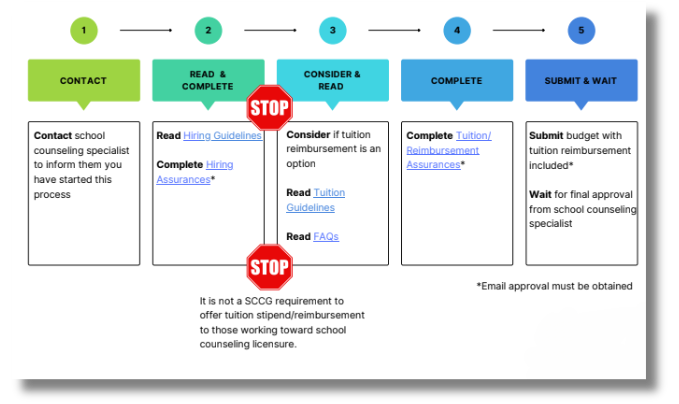 1
2
3
4
5
CONTACT
READ &
COMPLETE
CONSIDER &
READ
COMPLETE
SUBMIT & WAIT
STOP
Contact school
counseling specialist
to inform them you
have started this
process
Read Hiring Guidelines
Complete Hiring
Assurances*
Consider if tuition
reimbursement is an
option
Read Tuition
Guidelines
Read FAQs
Complete Tuition/
Reimbursement
Assurances*
Submit budget with
tuition reimbursement
included*
Wait for final approval
from school counseling
specialist
STOP
*Email approval must be obtained
It is not a SCCG requirement to
offer tuition stipend/reimbursement
to those working toward school
counseling licensure.